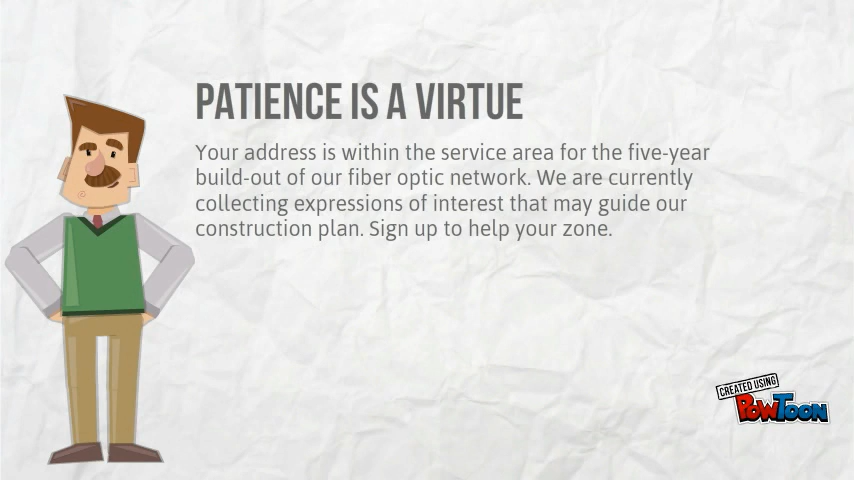 PATIENCE IS A VIRTUE
Your address is within the service area for the five-year
build-out of our fiber optic network. We are currently
collecting expressions of interest that may guide our
construction plan. Sign up to help your zone.
CREATED USING
POWTOON